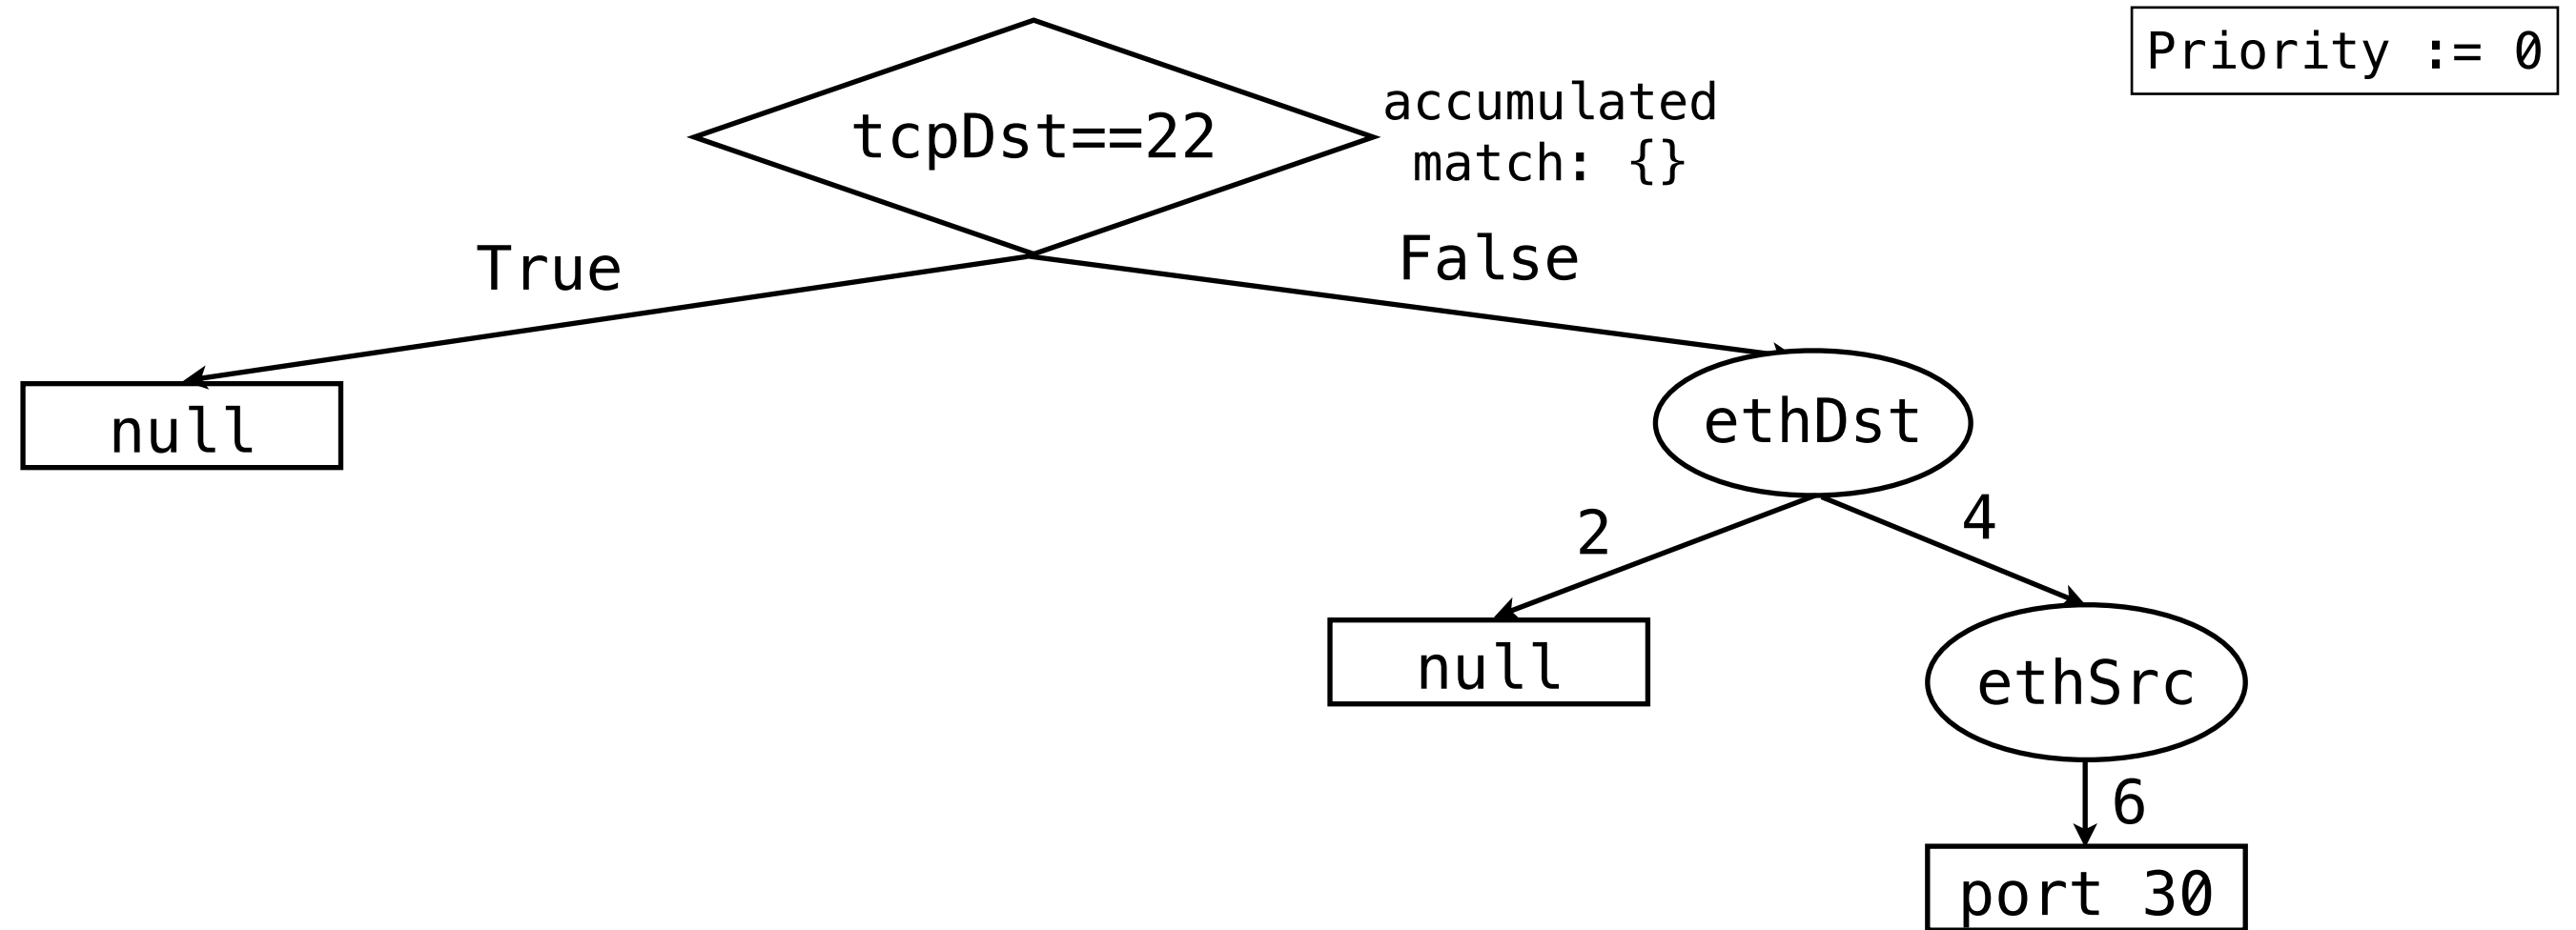 Priority := 0
tcpDst==22
accumulated
match: {}
True
False
null
ethDst
2
4
null
ethSrc
6
port 30